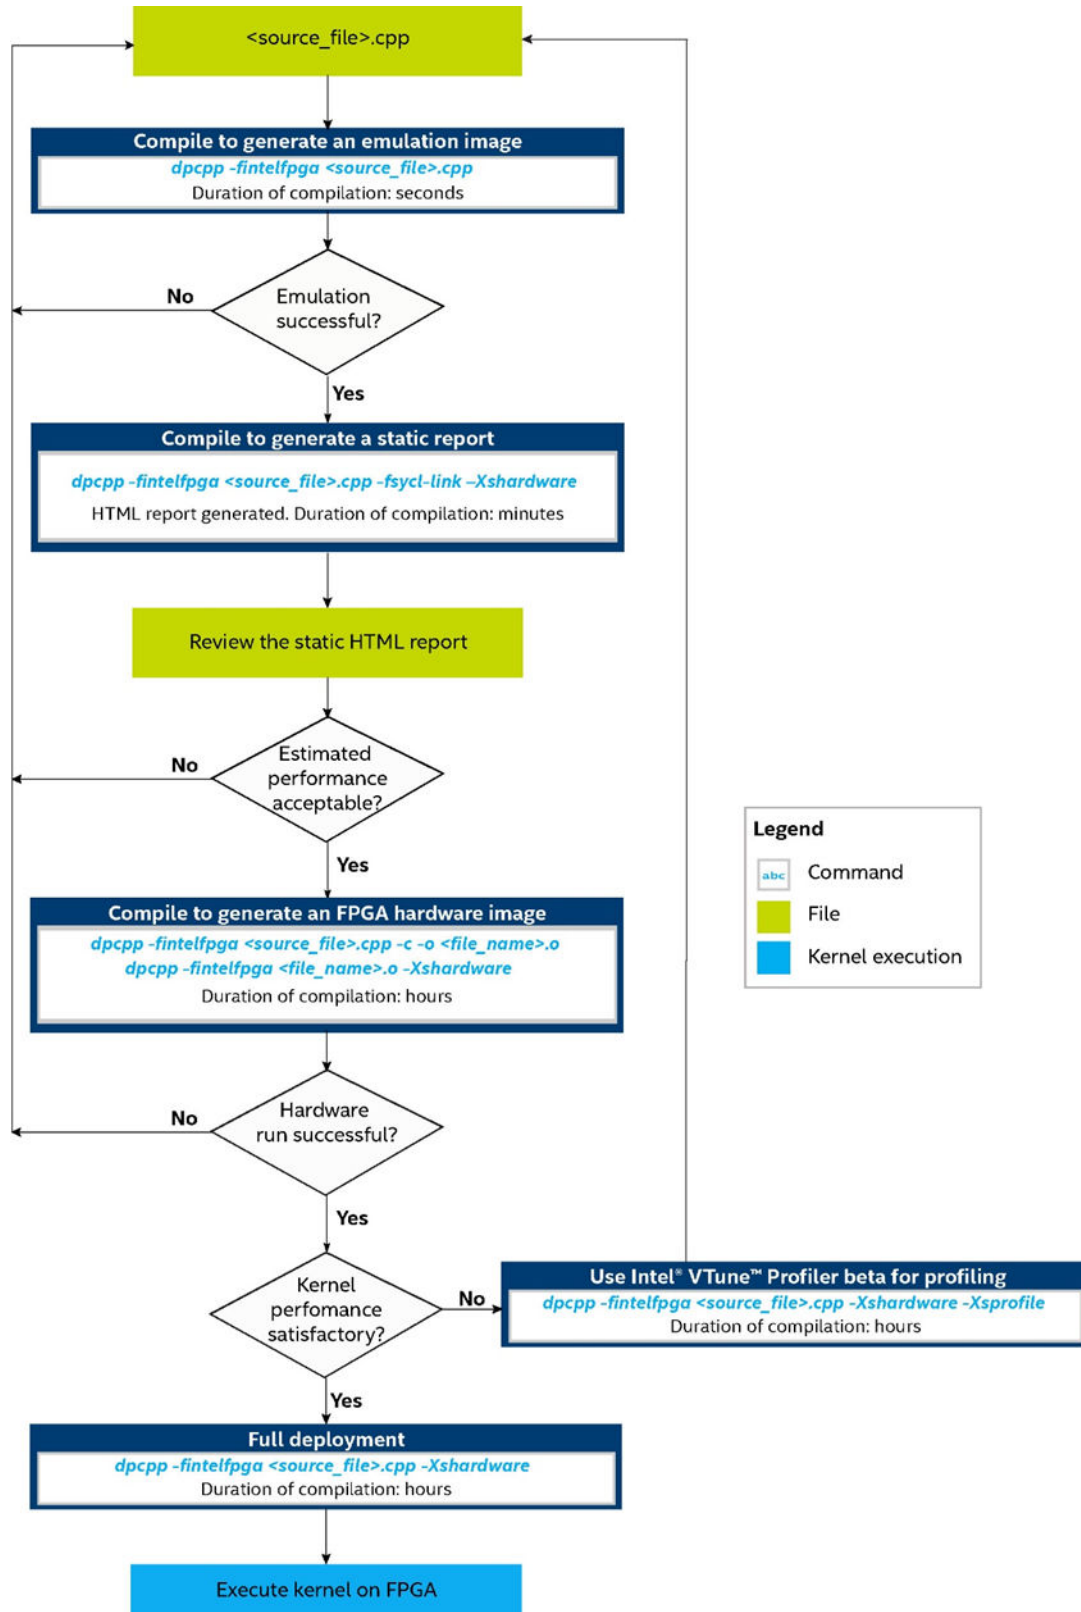 <source_file>.cpp
Compile to generate an emulation image
dpcpp -fintelfpga <source_file>.cpp
Duration of compilation: seconds
No
Emulation
successful?
Yes
Compile to generate a static report
dpcpp -fintelfpga <source_file>.cpp -fsycl-link –Xshardware
HTML report generated. Duration of compilation: minutes
Review the static HTML report
No
Estimated
performance
acceptable?
Yes
Legend
abc Command
File
Kernel execution
Compile to generate an FPGA hardware image
dpcpp -fintelfpga <source_file>.cpp -c -o <file_name>.o
dpcpp -fintelfpga <file_name>.o -Xshardware
Duration of compilation: hours
No
Hardware
run successful?
Yes
Kernel
perfomance
satisfactory?
No
Use Intel® VTune™ Profiler beta for profiling
dpcpp -fintelfpga <source_file>.cpp -Xshardware -Xsprofile
Duration of compilation: hours
Yes
Full deployment
dpcpp -fintelfpga <source_file>.cpp -Xshardware
Duration of compilation: hours
Execute kernel on FPGA